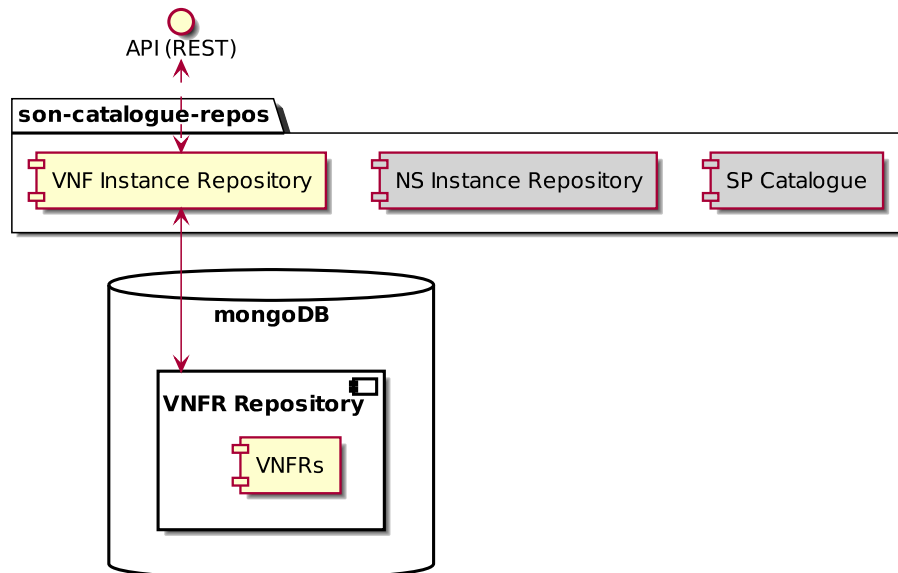 API (REST)
son-catalogue-repos
VNF Instance Repository
NS Instance Repository
SP Catalogue
mongoDB
VNFR Repository
VNFRs